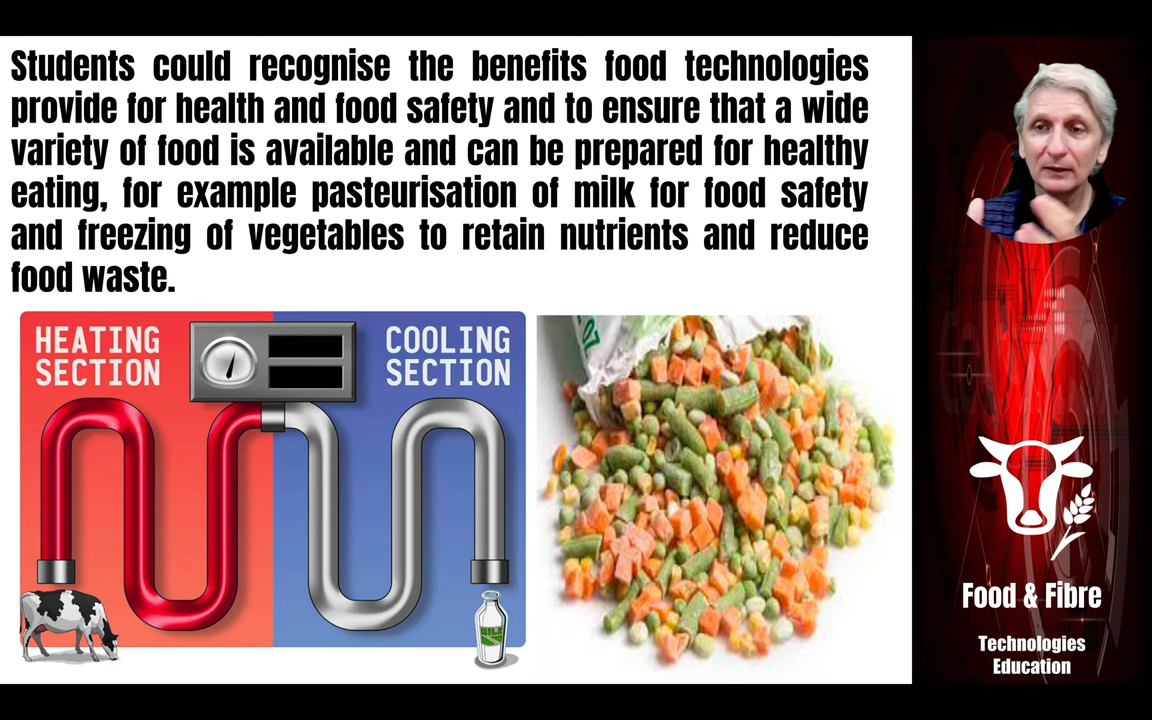 Students could recognise the benefits food technologies
provide for health and food safety and to ensure that a wide
variety of food is available and can be prepared for healthy
eating, for example pasteurisation of milk for food safety
and freezing of vegetables to retain nutrients and reduce
food waste.
HEATING
SECTION
COOLING
SECTION
MILK
Food & Fibre
Technologies
Education